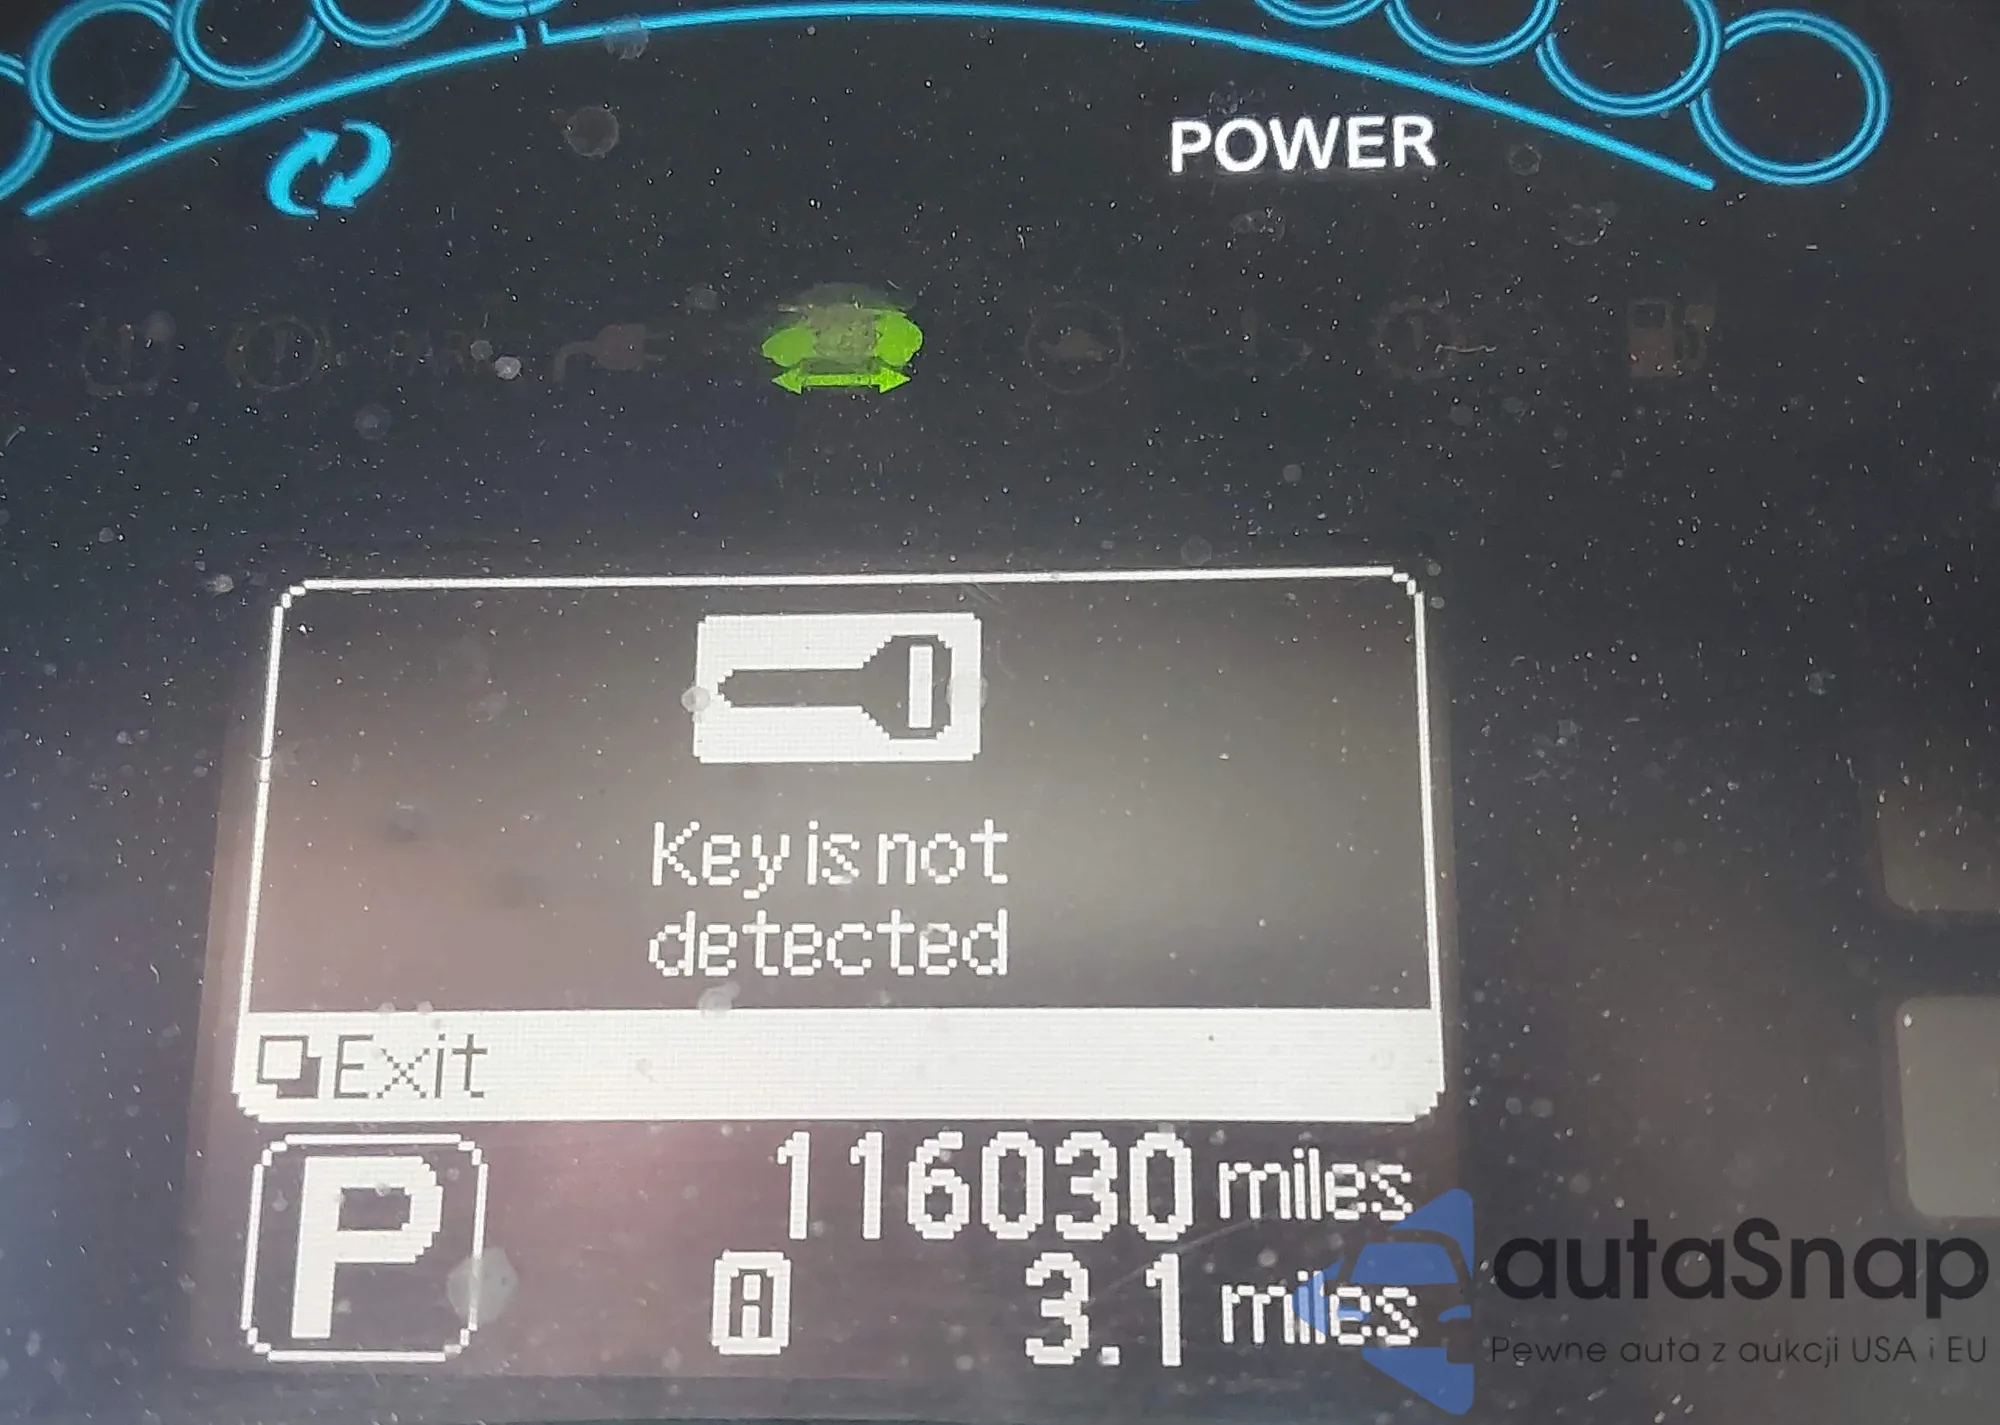 POWER
Key is not
detected
Exit
P
116030 miles
A 3.1 miles
autaSnap
Pewne auta z aukcji USA i EU